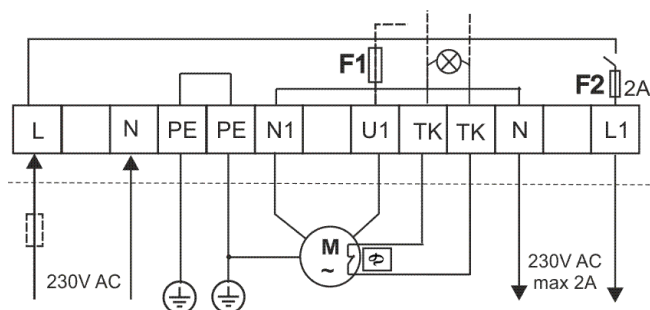 F1
F2 2A
L N PE PE N1 U1 TK TK N L1
M
~
230V AC
230V AC
max 2A